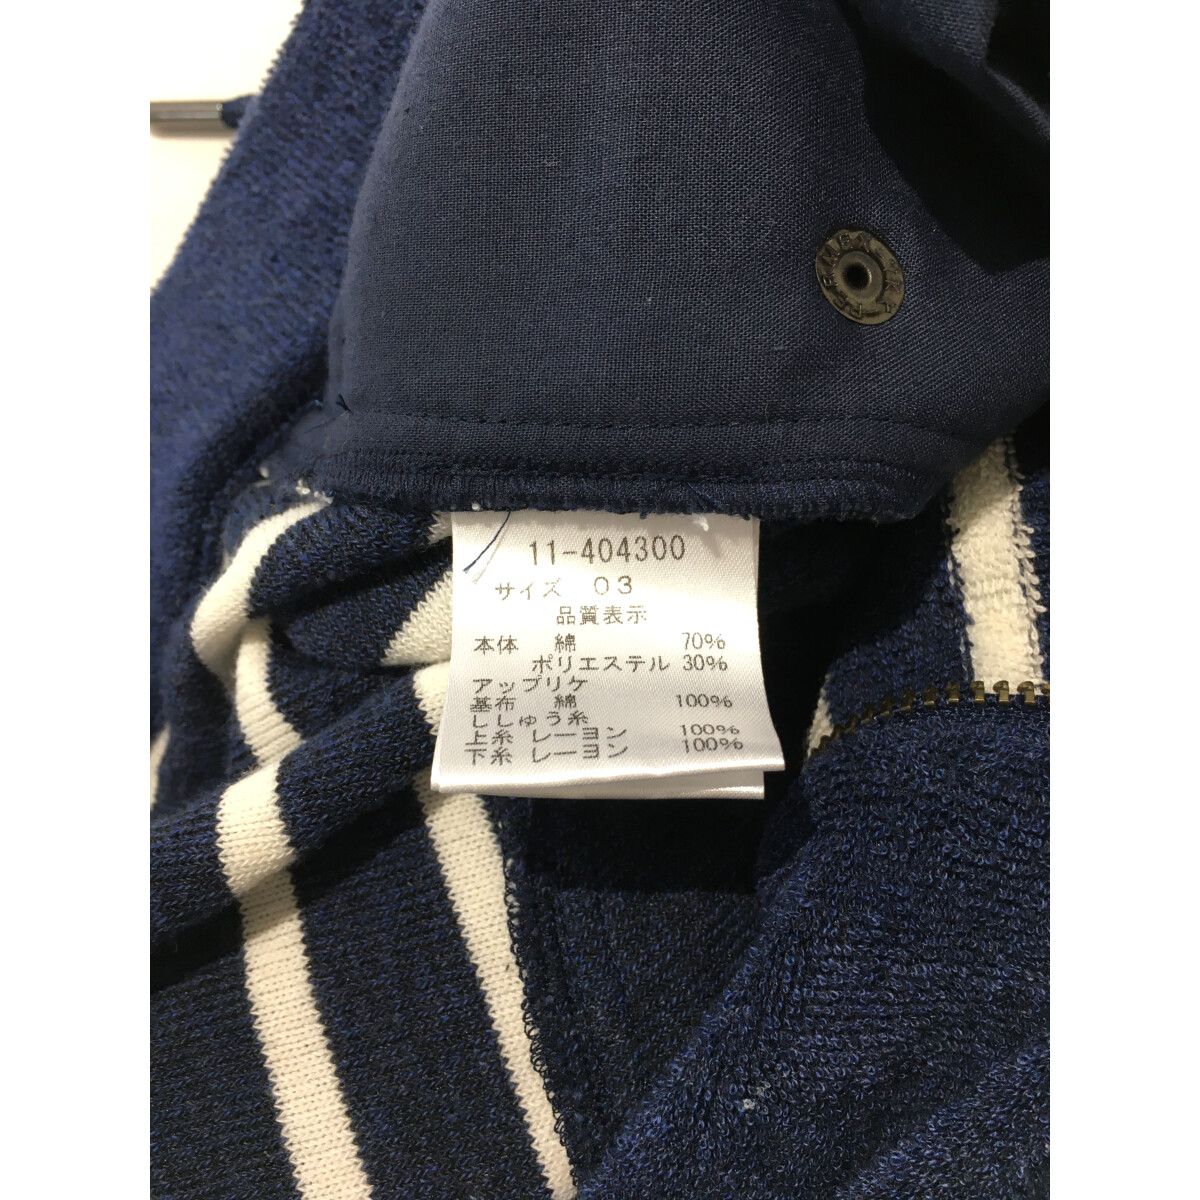 PERMEX-YKK
11-404300
サイズ 03
品質表示
本体 綿 70%
ポリエステル 30%
アップリケ
基布 綿 100%
ししゅう糸
上糸 レーヨン 100%
下糸 レーヨン 100%